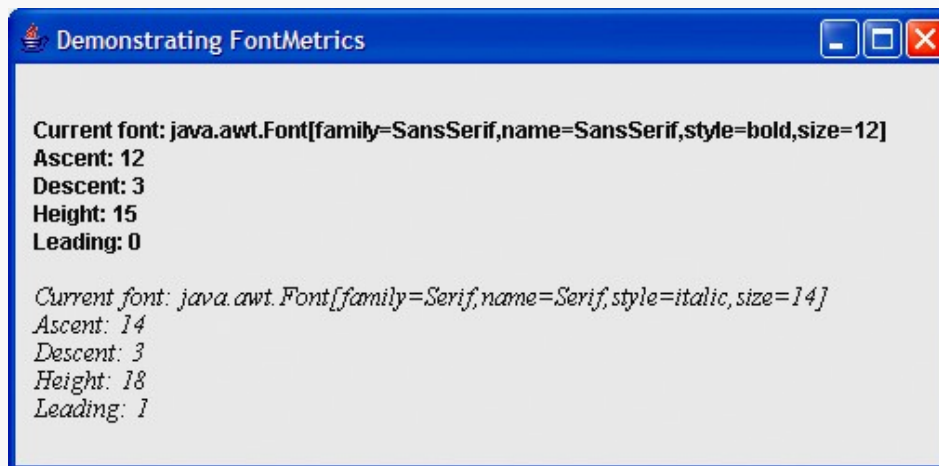 Demonstrating FontMetrics
Current font: java.awt.Font[family=SansSerif,name=SansSerif,style=bold,size=12]
Ascent: 12
Descent: 3
Height: 15
Leading: 0
Current font: java.awt.Font[family=Serif,name=Serif,style=italic,size=14]
Ascent: 14
Descent: 3
Height: 18
Leading: 1